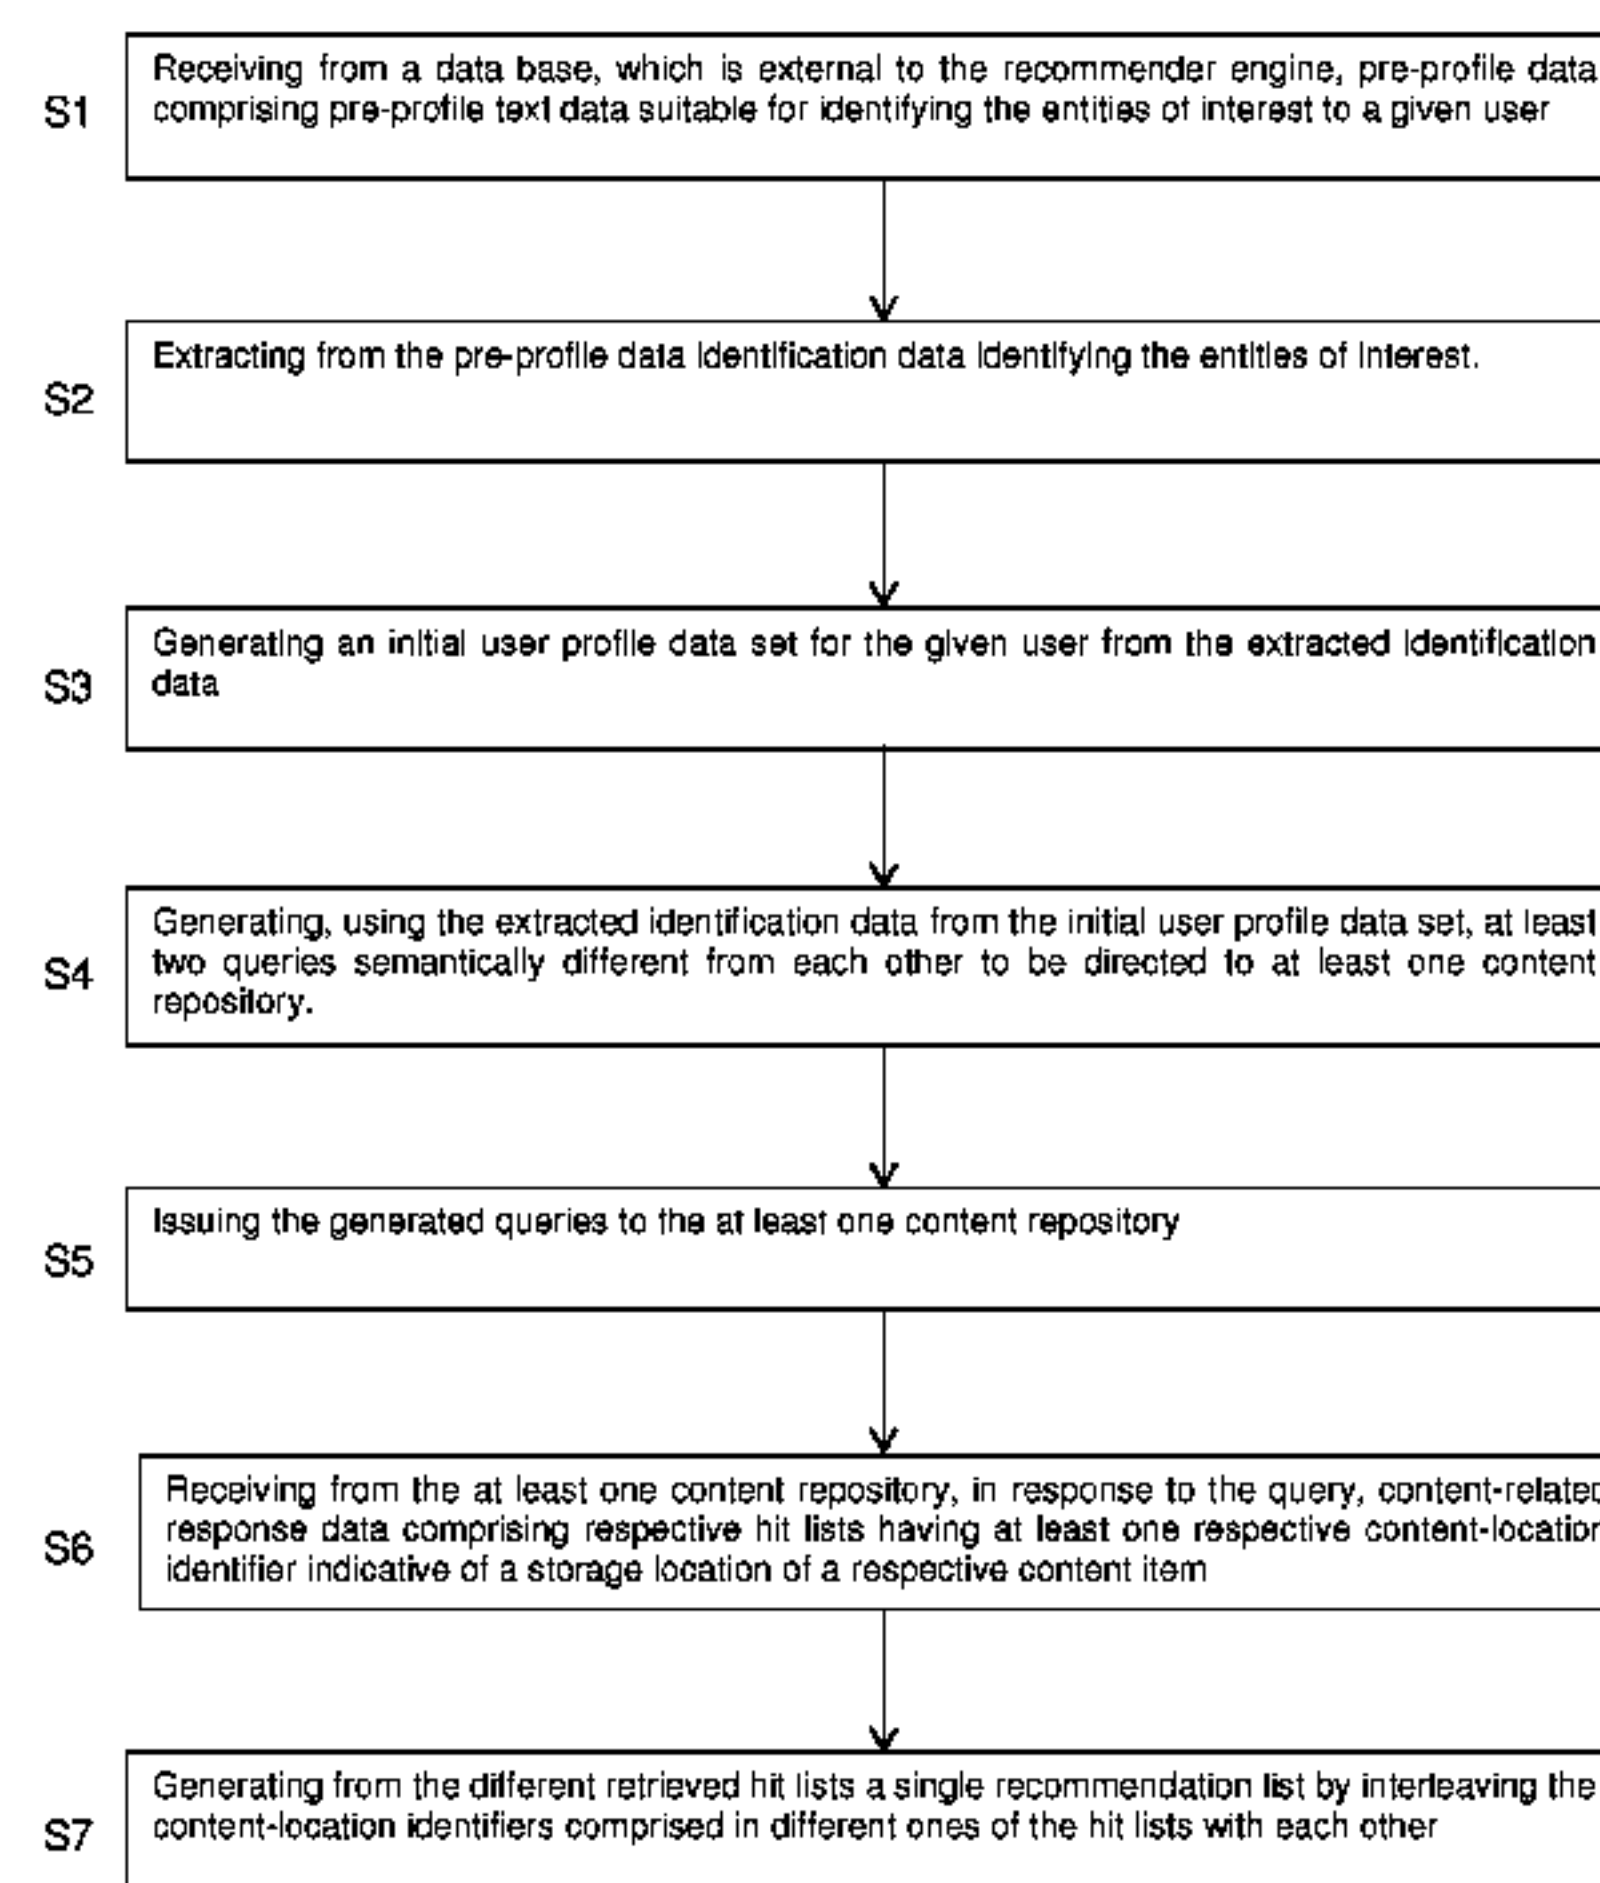 S1
Receiving from a data base, which is external to the recommender engine, pre-profile data
comprising pre-profile text data suitable for identifying the entities of interest to a given user
S2
Extracting from the pre-profile data identification data identifying the entities of interest.
S3
Generating an initial user profile data set for the given user from the extracted identification
data
S4
Generating, using the extracted identification data from the initial user profile data set, at least
two queries semantically different from each other to be directed to at least one content
repository.
S5
Issuing the generated queries to the at least one content repository
S6
Receiving from the at least one content repository, in response to the query, content-related
response data comprising respective hit lists having at least one respective content-location
identifier indicative of a storage location of a respective content item
S7
Generating from the different retrieved hit lists a single recommendation list by interleaving the
content-location identifiers comprised in different ones of the hit lists with each other